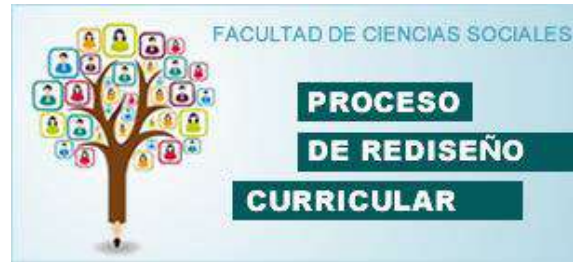 FACULTAD DE CIENCIAS SOCIALES
PROCESO
DE REDISEÑO
CURRICULAR